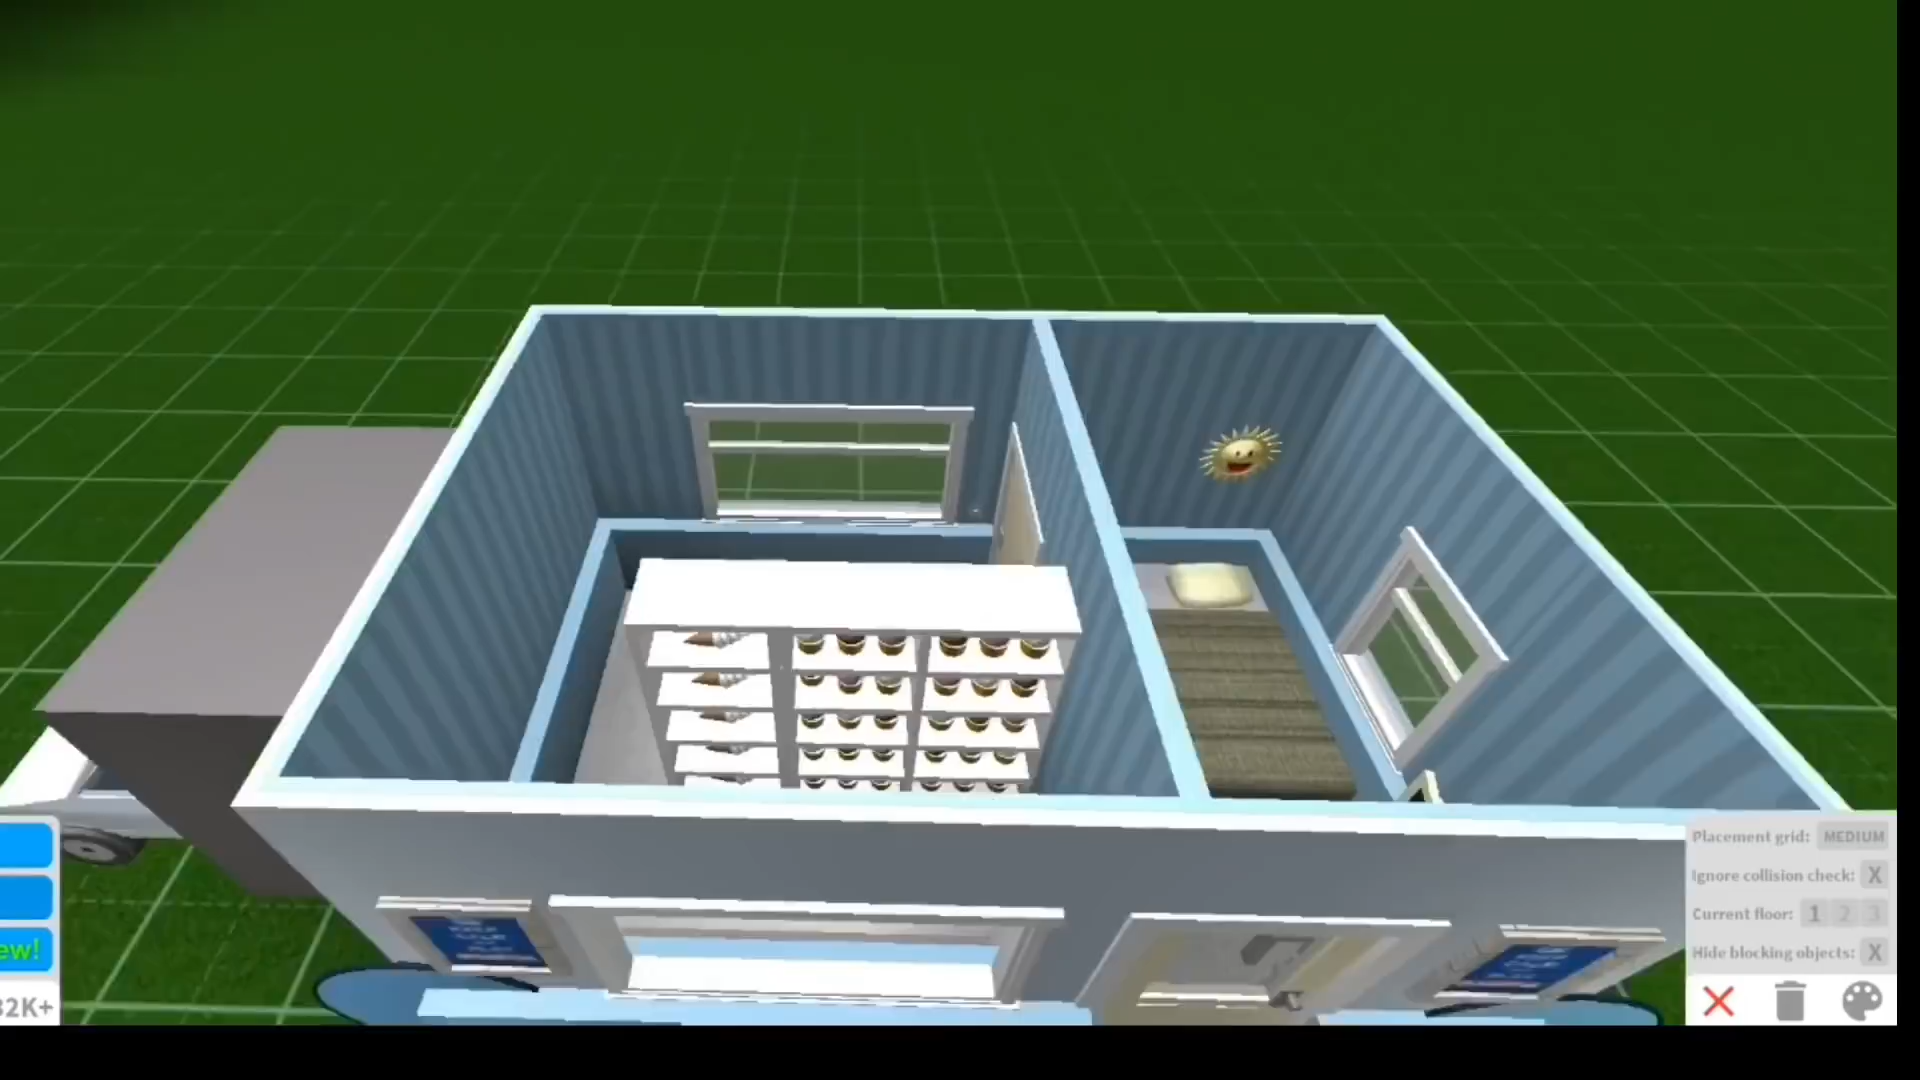 ew!
32K+
Placement grid: MEDIUM
Ignore collision check: X
Current floor: 1 2 3
Hide blocking objects: X